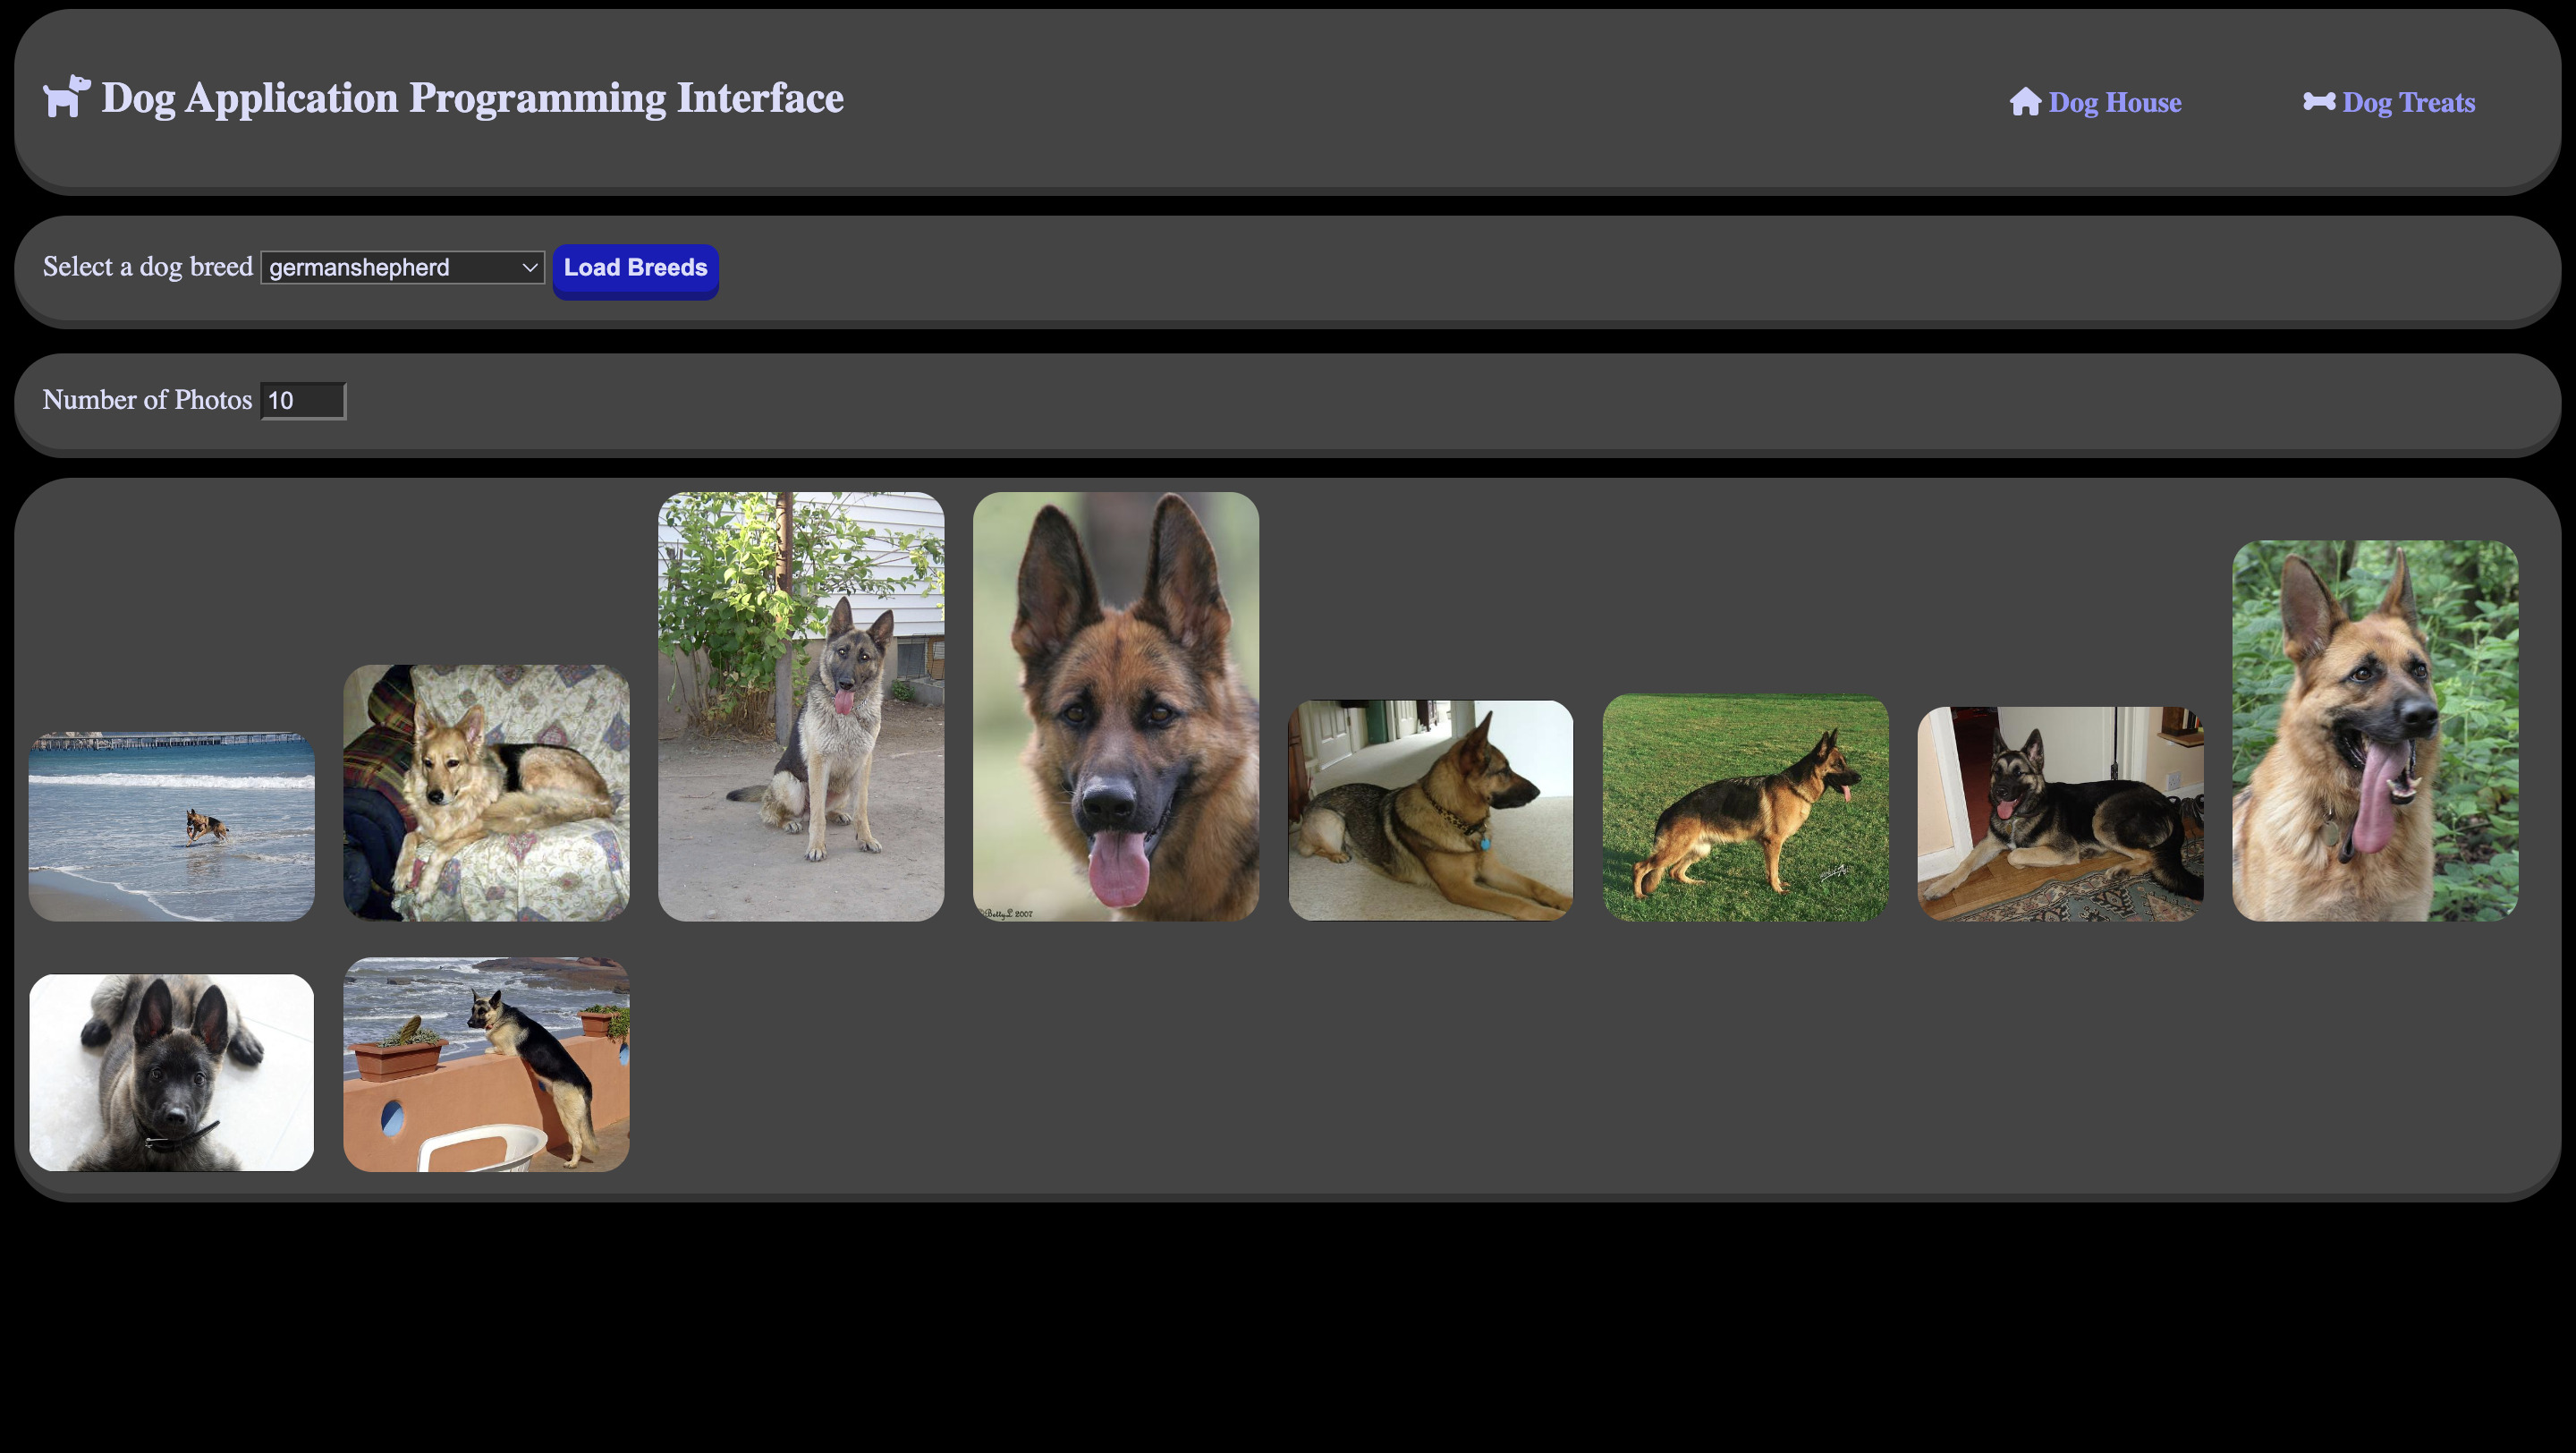 Dog Application Programming Interface
Dog House
Dog Treats
Select a dog breed germanshepherd Load Breeds
Number of Photos 10
©BettyL 2007